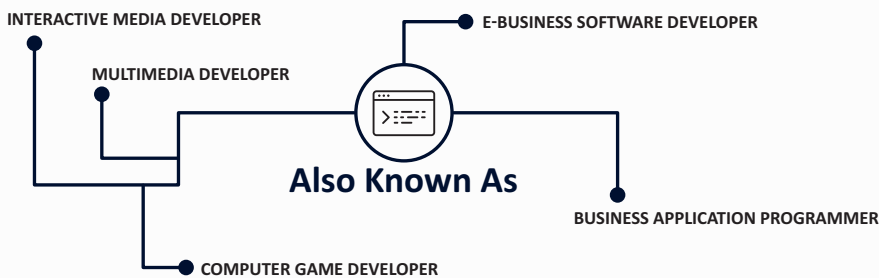 INTERACTIVE MEDIA DEVELOPER
E-BUSINESS SOFTWARE DEVELOPER
MULTIMEDIA DEVELOPER
Also Known As
BUSINESS APPLICATION PROGRAMMER
COMPUTER GAME DEVELOPER